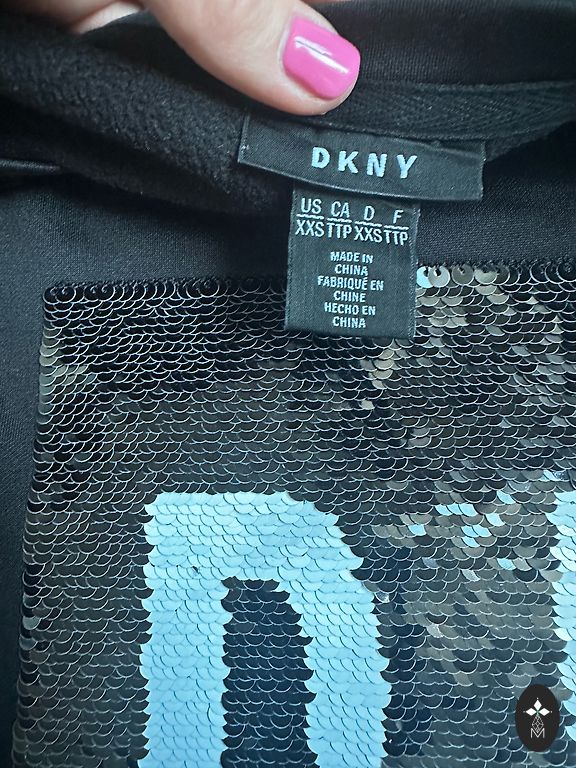 DKNY
US CA D F
XXS TTP XXS TTP
MADE IN
CHINA
FABRIQUÉ EN
CHINE
HECHO EN
CHINA
D
M